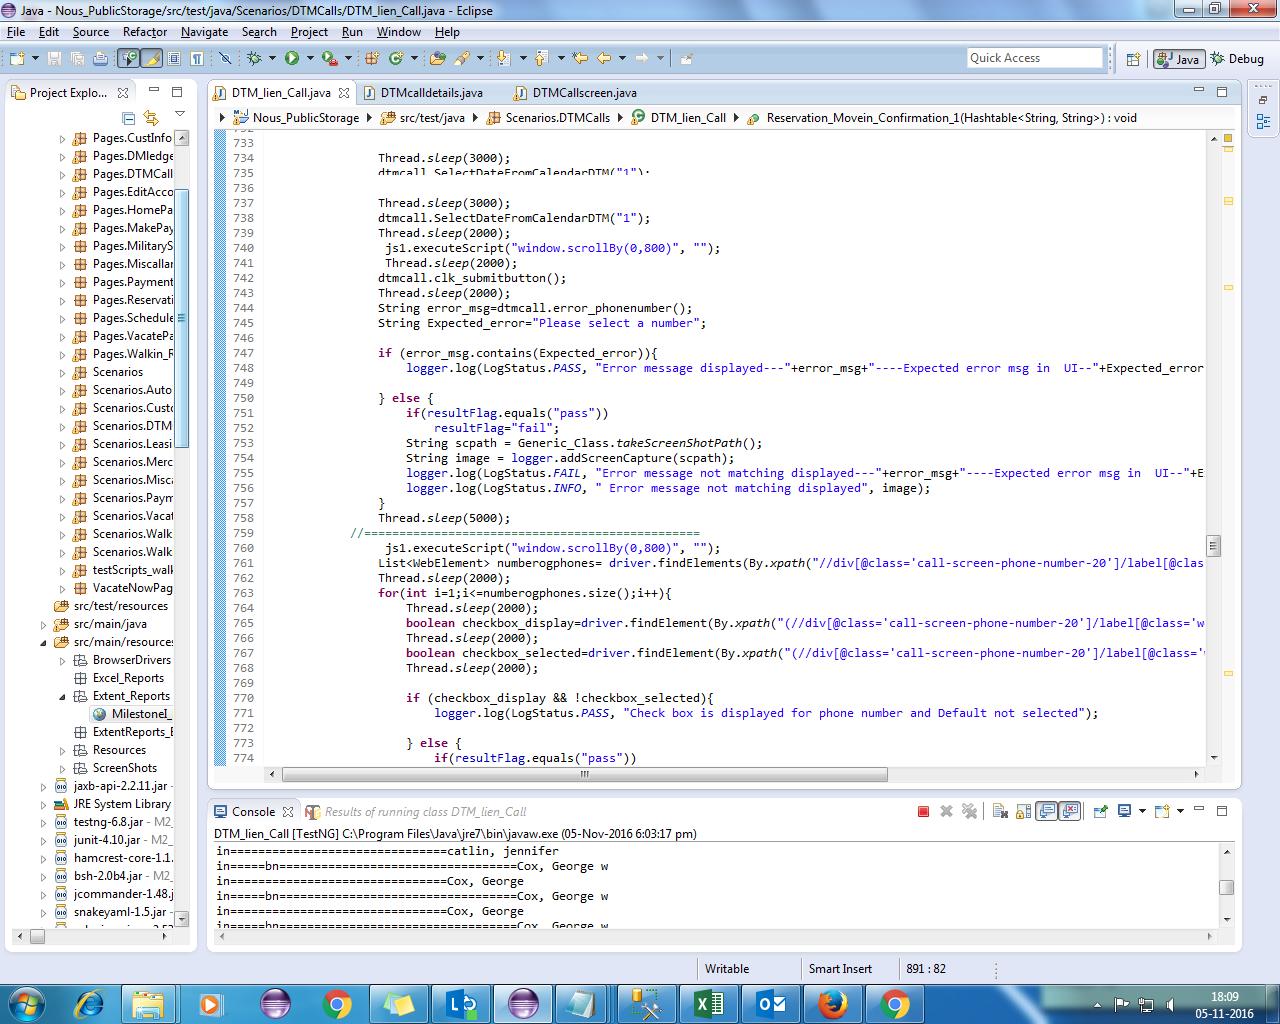 Java - Nous_PublicStorage/src/test/java/Scenarios/DTMCalls/DTM_lien_Call.java - Eclipse
File Edit Source Refactor Navigate Search Project Run Window Help
Quick Access
Java
Debug
Project Explo...
DTM_lien_Call.java
DTMcalldetails.java
DTMCallscreen.java
Nous_PublicStorage
src/test/java
Scenarios.DTMCalls
DTM_lien_Call
Reservation_Movein_Confirmation_1(Hashtable<String, String>) : void
Pages.CustInfo
Pages.DMledge
Pages.DTMCall
Pages.EditAcco
Pages.HomePa
Pages.MakePay
Pages.MilitaryS
Pages.Miscallar
Pages.Payment
Pages.Reservati
Pages.Schedule
Pages.VacatePa
Pages.Walkin_R
Scenarios
Scenarios.Auto
Scenarios.Custo
Scenarios.DTM
Scenarios.Leasi
Scenarios.Merc
Scenarios.Misca
Scenarios.Paym
Scenarios.Vacat
Scenarios.Walk
Scenarios.Walk
testScripts_walk
VacateNowPag
src/test/resources
src/main/java
src/main/resources
BrowserDrivers
Excel_Reports
Extent_Reports
MilestoneI_
ExtentReports_E
Resources
ScreenShots
jaxb-api-2.2.11.jar -
JRE System Library
testng-6.8.jar - M2_
junit-4.10.jar - M2_
hamcrest-core-1.1.
bsh-2.0b4.jar - M2_
jcommander-1.48.j
snakeyaml-1.5.jar -
732
733
734 Thread.sleep(3000);
735 dtmcall.SelectDateFromCalendarDTM("1");
736
737 Thread.sleep(3000);
738 dtmcall.SelectDateFromCalendarDTM("1");
739 Thread.sleep(2000);
740 js1.executeScript("window.scrollBy(0,800)", "");
741 Thread.sleep(2000);
742 dtmcall.clk_submitbutton();
743 Thread.sleep(2000);
744 String error_msg=dtmcall.error_phonenumber();
745 String Expected_error="Please select a number";
746
747 if (error_msg.contains(Expected_error)){
748 logger.log(LogStatus.PASS, "Error message displayed---"+error_msg+"----Expected error msg in  UI--"+Expected_error
749
750 } else {
751 if(resultFlag.equals("pass"))
752 resultFlag="fail";
753 String scpath = Generic_Class.takeScreenShotPath();
754 String image = logger.addScreenCapture(scpath);
755 logger.log(LogStatus.FAIL, "Error message not matching displayed---"+error_msg+"----Expected error msg in  UI--"+E
756 logger.log(LogStatus.INFO, " Error message not matching displayed", image);
757 }
758 Thread.sleep(5000);
759 //================================================
760 js1.executeScript("window.scrollBy(0,800)", "");
761 List<WebElement> numberogphones= driver.findElements(By.xpath("//div[@class='call-screen-phone-number-20']/label[@clas
762 Thread.sleep(2000);
763 for(int i=1;i<=numberogphones.size();i++){
764 Thread.sleep(2000);
765 boolean checkbox_display=driver.findElement(By.xpath("(//div[@class='call-screen-phone-number-20']/label[@class='w
766 Thread.sleep(2000);
767 boolean checkbox_selected=driver.findElement(By.xpath("(//div[@class='call-screen-phone-number-20']/label[@class='
768 Thread.sleep(2000);
769
770 if (checkbox_display && !checkbox_selected){
771 logger.log(LogStatus.PASS, "Check box is displayed for phone number and Default not selected");
772
773 } else {
774 if(resultFlag.equals("pass"))
Console
Results of running class DTM_lien_Call
DTM_lien_Call [TestNG] C:\Program Files\Java\jre7\bin\javaw.exe (05-Nov-2016 6:03:17 pm)
in===============================catlin, jennifer
in=====bn==================================Cox, George w
in===============================Cox, George
in=====bn==================================Cox, George w
in===============================Cox, George
in=====bn==================================Cox, George w
Writable
Smart Insert
891 : 82
18:09
05-11-2016